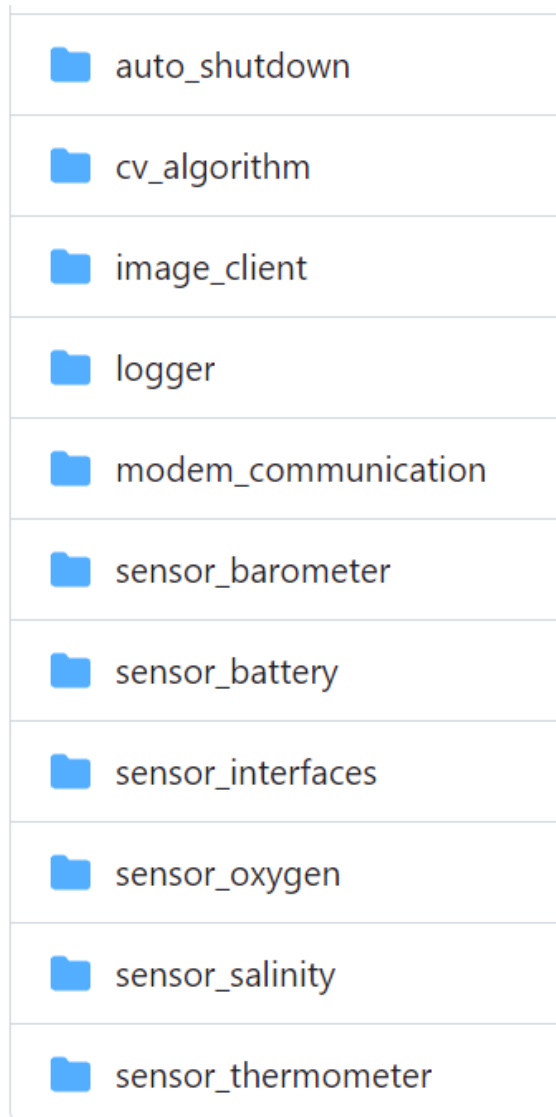 auto_shutdown
cv_algorithm
image_client
logger
modem_communication
sensor_barometer
sensor_battery
sensor_interfaces
sensor_oxygen
sensor_salinity
sensor_thermometer